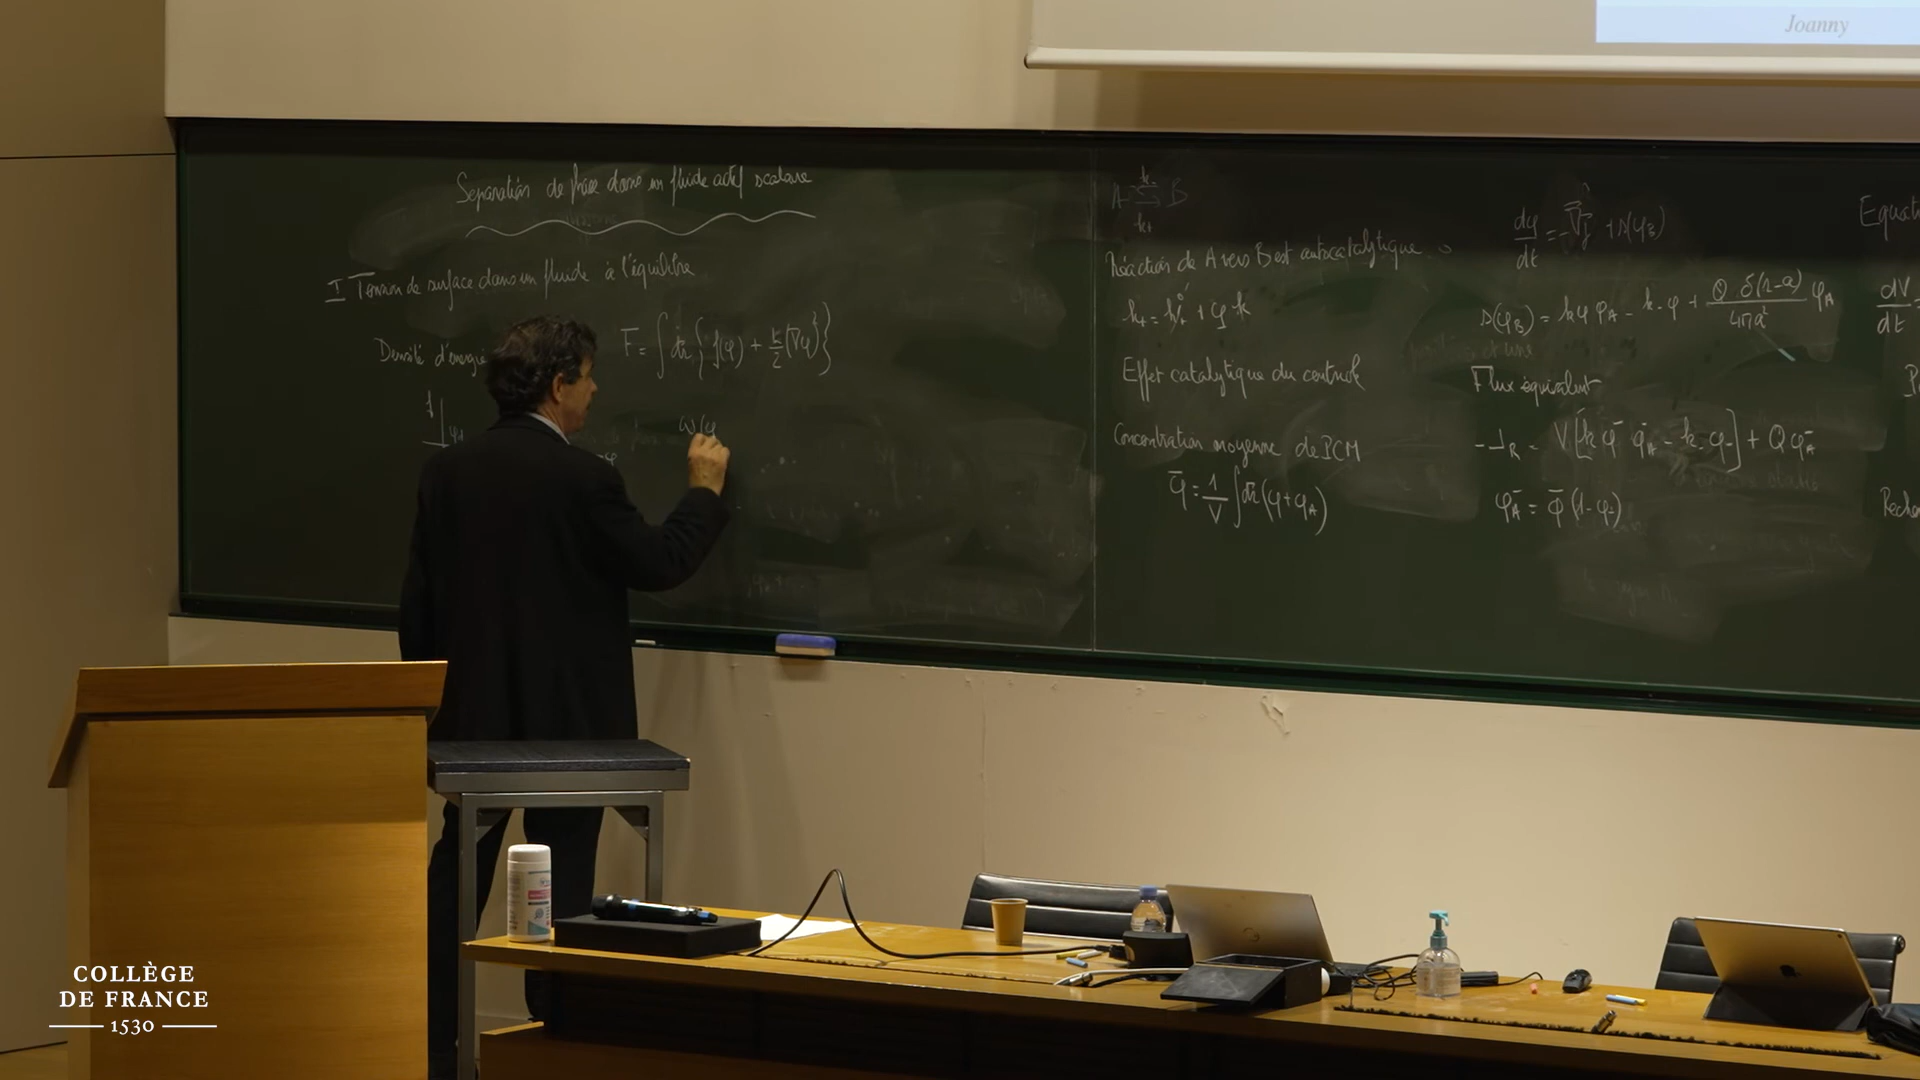 Joanny
Séparation de phase dans un fluide actif scalaire
I Tension de surface dans un fluide à l'équilibre
Densité d'énergie
F = ∫ dr { f(φ) + k/2 (∇φ)² }
f
ω(φ
k-
A ⇌ B
k+
Réaction de A vers B est autocatalytique
k+ = k+⁰ + φ k
Effet catalytique du centriole
Concentration moyenne de PCM
φ̄ = 1/V ∫ dr (φ + φA)
dφ/dt = -∇J + s(φB)
s(φB) = kφ φA - k-φ + Q δ(r-a)/4πa² φA
Flux équivalent
-JR = V[k φ- φA- - k-φ-] + Q φA-
φA- = φ̄ (1-φ-)
Equat
dV/dt =
COLLÈGE
DE FRANCE
1530